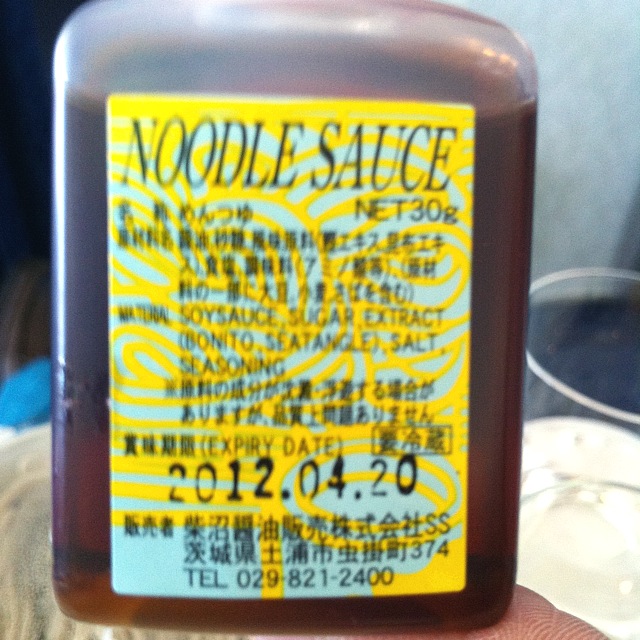 NOODLE SAUCE
名 称 めんつゆ NET30g
原材料名 醤油,砂糖,風味原料(鰹エキス,昆布エキ
ス),食塩,調味料(アミノ酸等),(原材
料の一部に大豆,小麦,さばを含む)
MATERIAL SOYSAUCE, SUGAR, EXTRACT
(BONITO, SEATANGLE), SALT,
SEASONING
※原料の成分が沈澱・浮遊する場合が
ありますが、品質上問題ありません。
賞味期限(EXPIRY DATE) 要冷蔵
2012.04.20
販売者 柴沼醤油販売株式会社SS
茨城県土浦市虫掛町374
TEL 029-821-2400